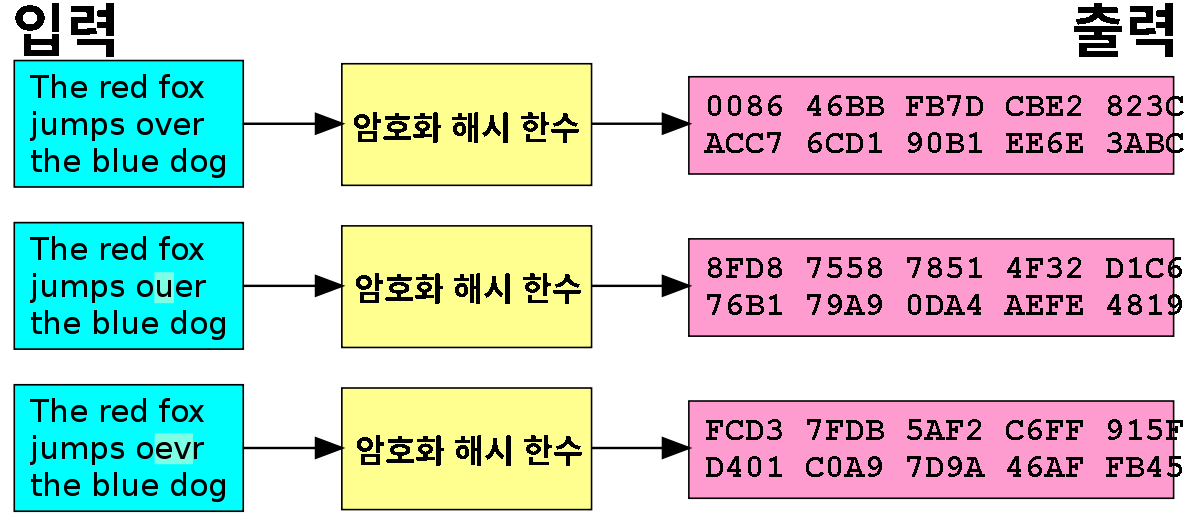 입력
출력
The red fox
jumps over
the blue dog
암호화 해시 한수
0086 46BB FB7D CBE2 823C
ACC7 6CD1 90B1 EE6E 3ABC
The red fox
jumps ouer
the blue dog
암호화 해시 한수
8FD8 7558 7851 4F32 D1C6
76B1 79A9 0DA4 AEFE 4819
The red fox
jumps oevr
the blue dog
암호화 해시 한수
FCD3 7FDB 5AF2 C6FF 915F
D401 C0A9 7D9A 46AF FB45